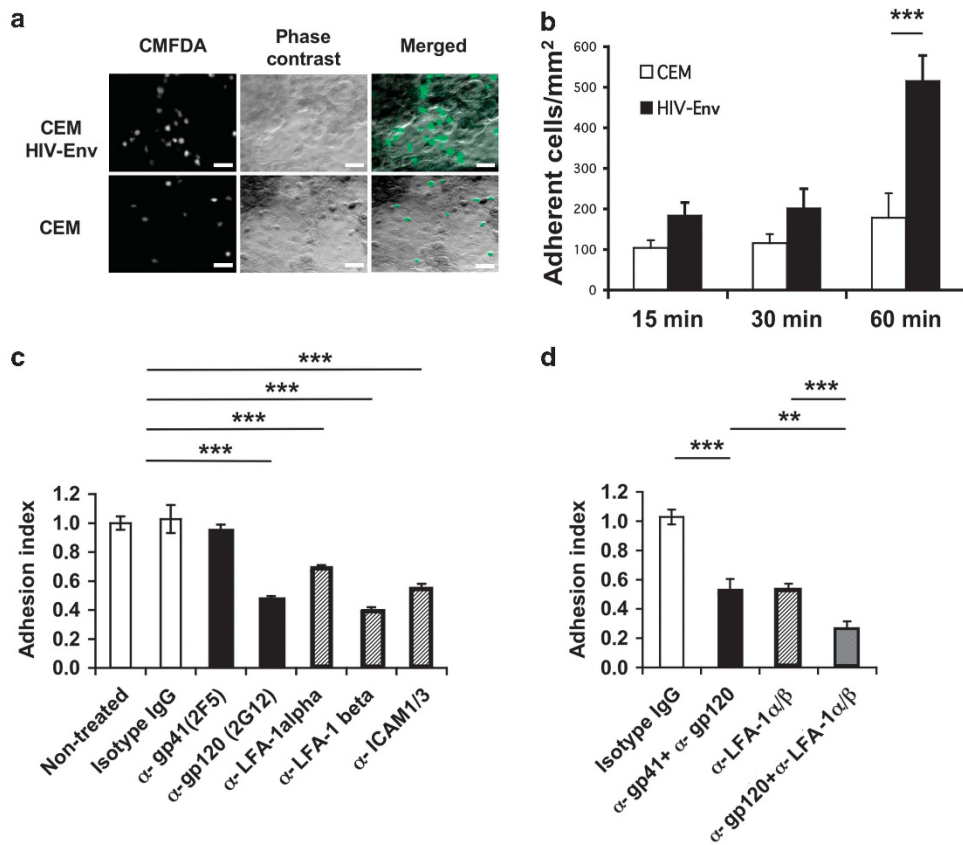 a
CMFDA
Phase
contrast
Merged
CEM
HIV-Env
CEM
b
Adherent cells/mm²
600
500
400
300
200
100
0
CEM
HIV-Env
***
15 min
30 min
60 min
c
***
***
***
***
Adhesion index
1.2
1.0
0.8
0.6
0.4
0.2
0.0
Non-treated
Isotype IgG
α- gp41(2F5)
α-gp120 (2G12)
α- LFA-1alpha
α- LFA-1 beta
α- ICAM1/3
d
***
**
***
Adhesion index
1.2
1.0
0.8
0.6
0.4
0.2
0.0
Isotype IgG
α- gp41+ α- gp120
α-LFA-1α/β
α- gp120+α- LFA-1α/β